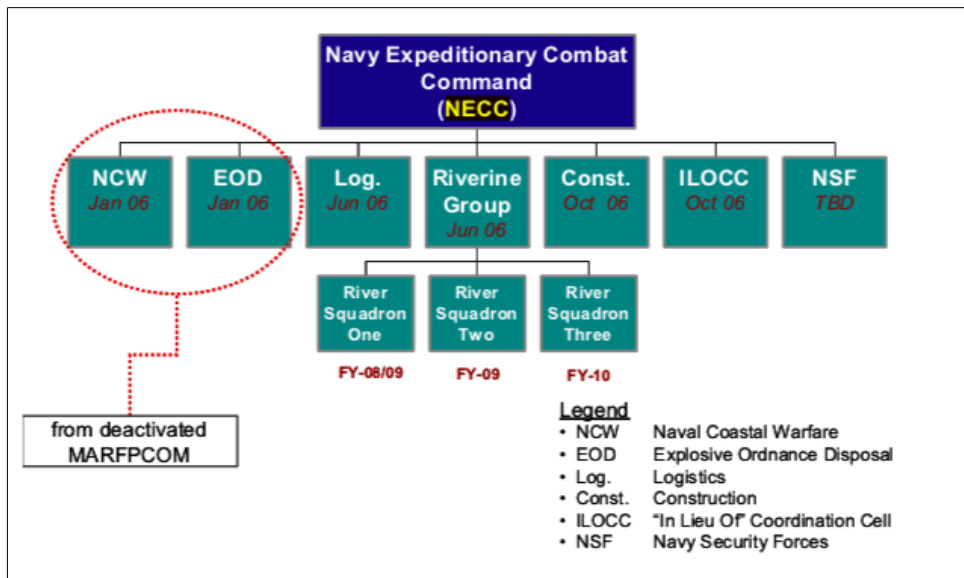 Navy Expeditionary Combat
Command
(NECC)
NCW
Jan 06
EOD
Jan 06
Log.
Jun 06
Riverine
Group
Jun 06
Const.
Oct 06
ILOCC
Oct 06
NSF
TBD
River
Squadron
One
River
Squadron
Two
River
Squadron
Three
FY-08/09
FY-09
FY-10
from deactivated
MARFPCOM
Legend
• NCW Naval Coastal Warfare
• EOD Explosive Ordnance Disposal
• Log. Logistics
• Const. Construction
• ILOCC "In Lieu Of" Coordination Cell
• NSF Navy Security Forces